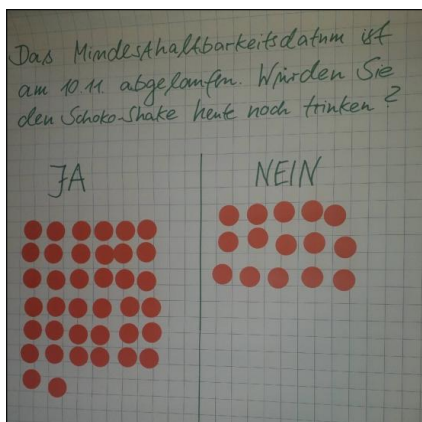 Das Mindesthaltbarkeitsdatum ist
am 10.11. abgelaufen. Würden Sie
den Schoko-Shake heute noch trinken?
JA
NEIN